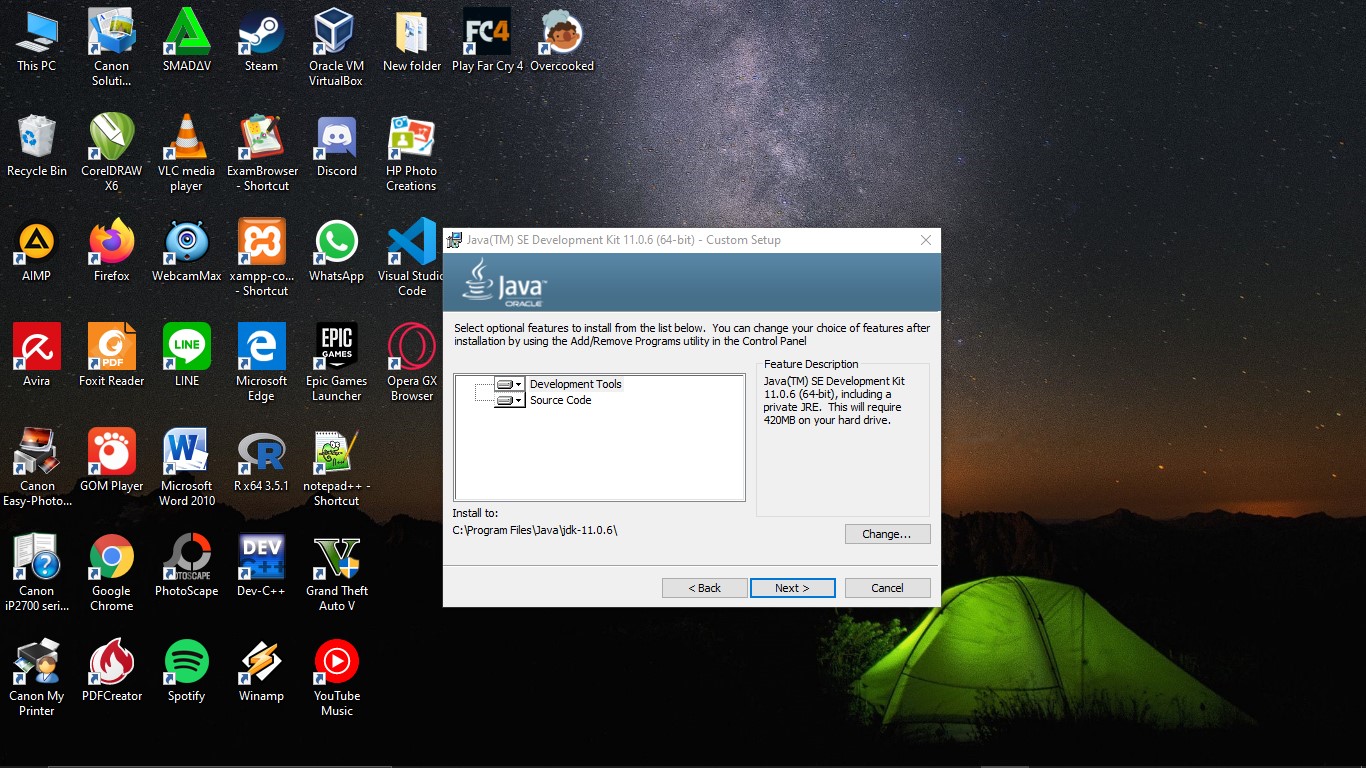 This PC
Canon
Soluti...
SMADΔV
Steam
Oracle VM
VirtualBox
New folder
FC4
Play Far Cry 4
Overcooked
Recycle Bin
CorelDRAW
X6
VLC media
player
ExamBrowser
- Shortcut
Discord
HP Photo
Creations
AIMP
Firefox
WebcamMax
xampp-co...
- Shortcut
WhatsApp
Visual Studio
Code
Avira
PDF
Foxit Reader
LINE
LINE
Microsoft
Edge
EPIC
GAMES
Epic Games
Launcher
Opera GX
Browser
Canon
Easy-Photo...
GOM Player
Microsoft
Word 2010
R x64 3.5.1
notepad++ -
Shortcut
Canon
iP2700 seri...
Google
Chrome
PHOTOSCAPE
PhotoScape
DEV
C++
Dev-C++
Grand Theft
Auto V
Canon My
Printer
PDFCreator
Spotify
Winamp
YouTube
Music
Java(TM) SE Development Kit 11.0.6 (64-bit) - Custom Setup
Java™
ORACLE
Select optional features to install from the list below. You can change your choice of features after
installation by using the Add/Remove Programs utility in the Control Panel
Development Tools
Source Code
Feature Description
Java(TM) SE Development Kit
11.0.6 (64-bit), including a
private JRE. This will require
420MB on your hard drive.
Install to:
C:\Program Files\Java\jdk-11.0.6\
Change...
< Back
Next >
Cancel